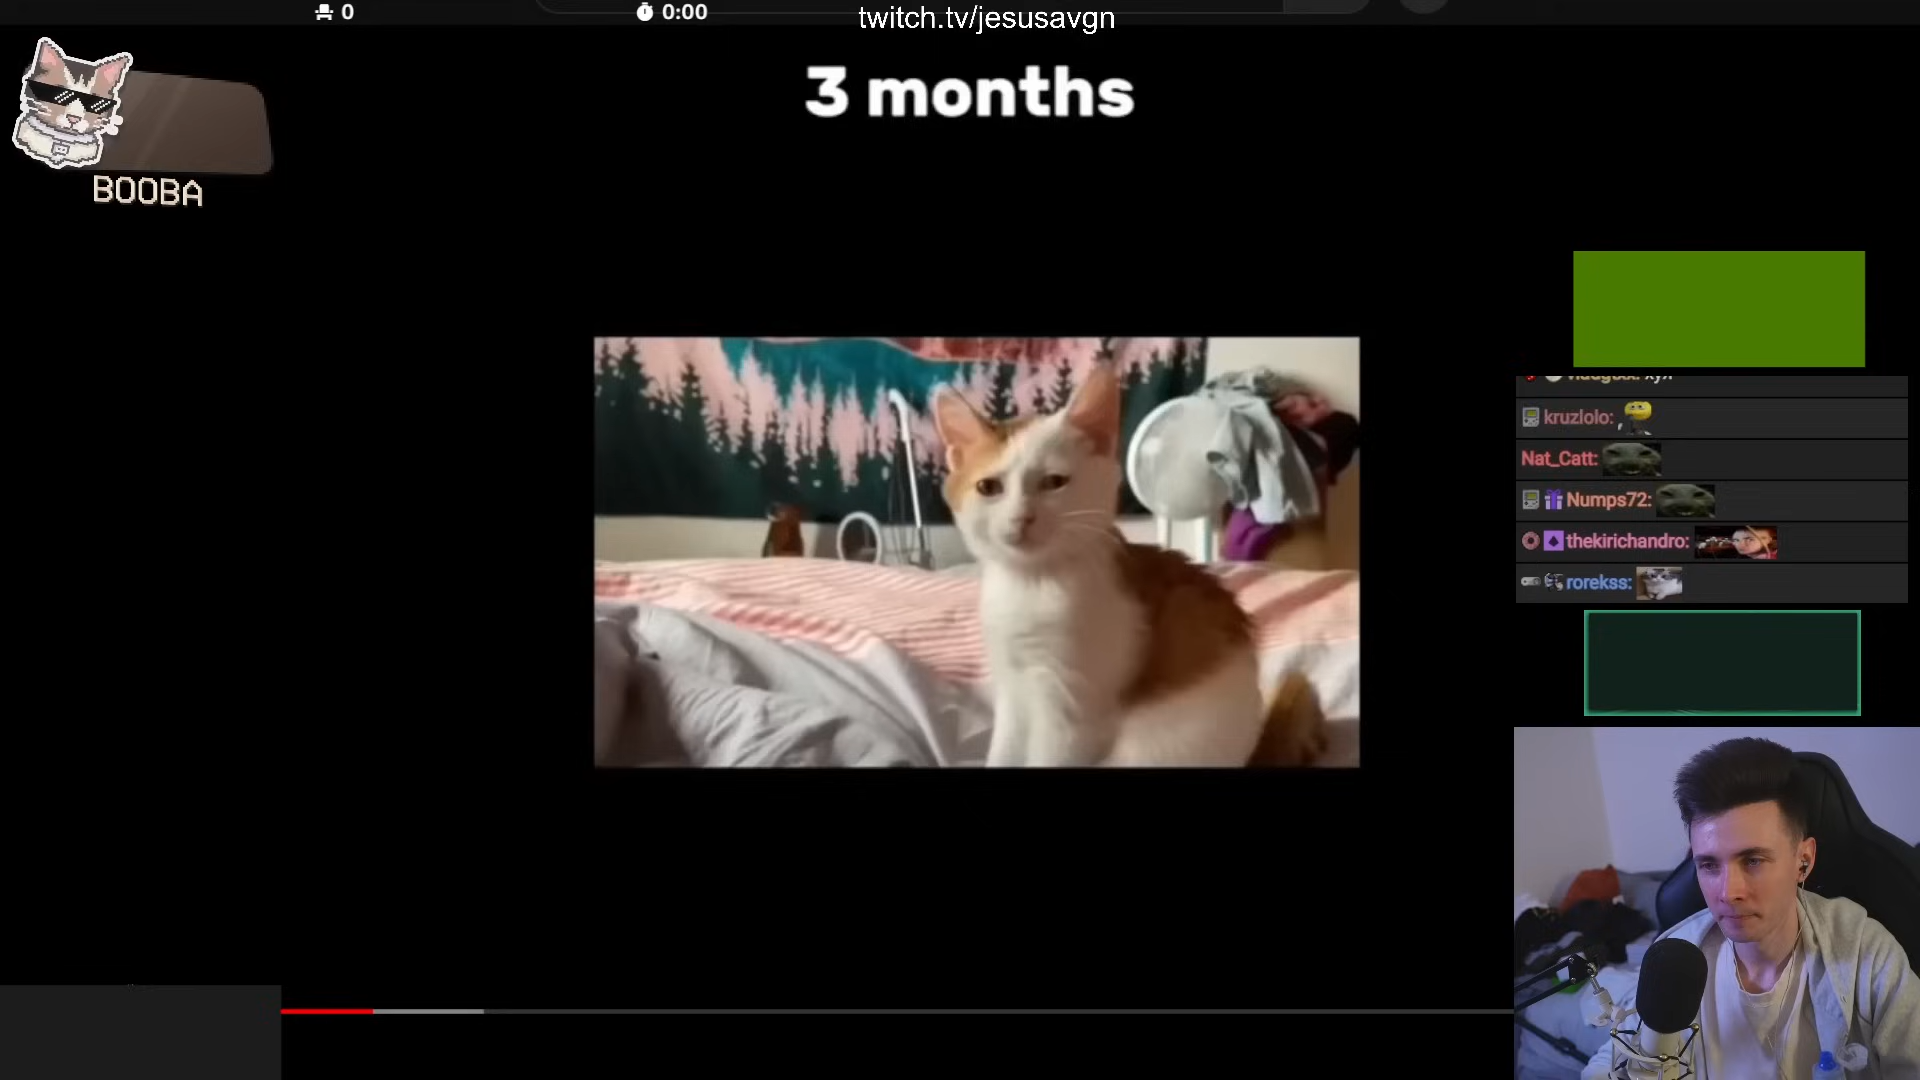 0
0:00
twitch.tv/jesusavgn
3 months
BOOBA
kruzlolo:
Nat_Catt:
Numps72:
thekirichandro:
rorekss: